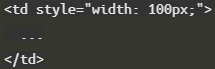 <td style="width: 100px;">
...
</td>